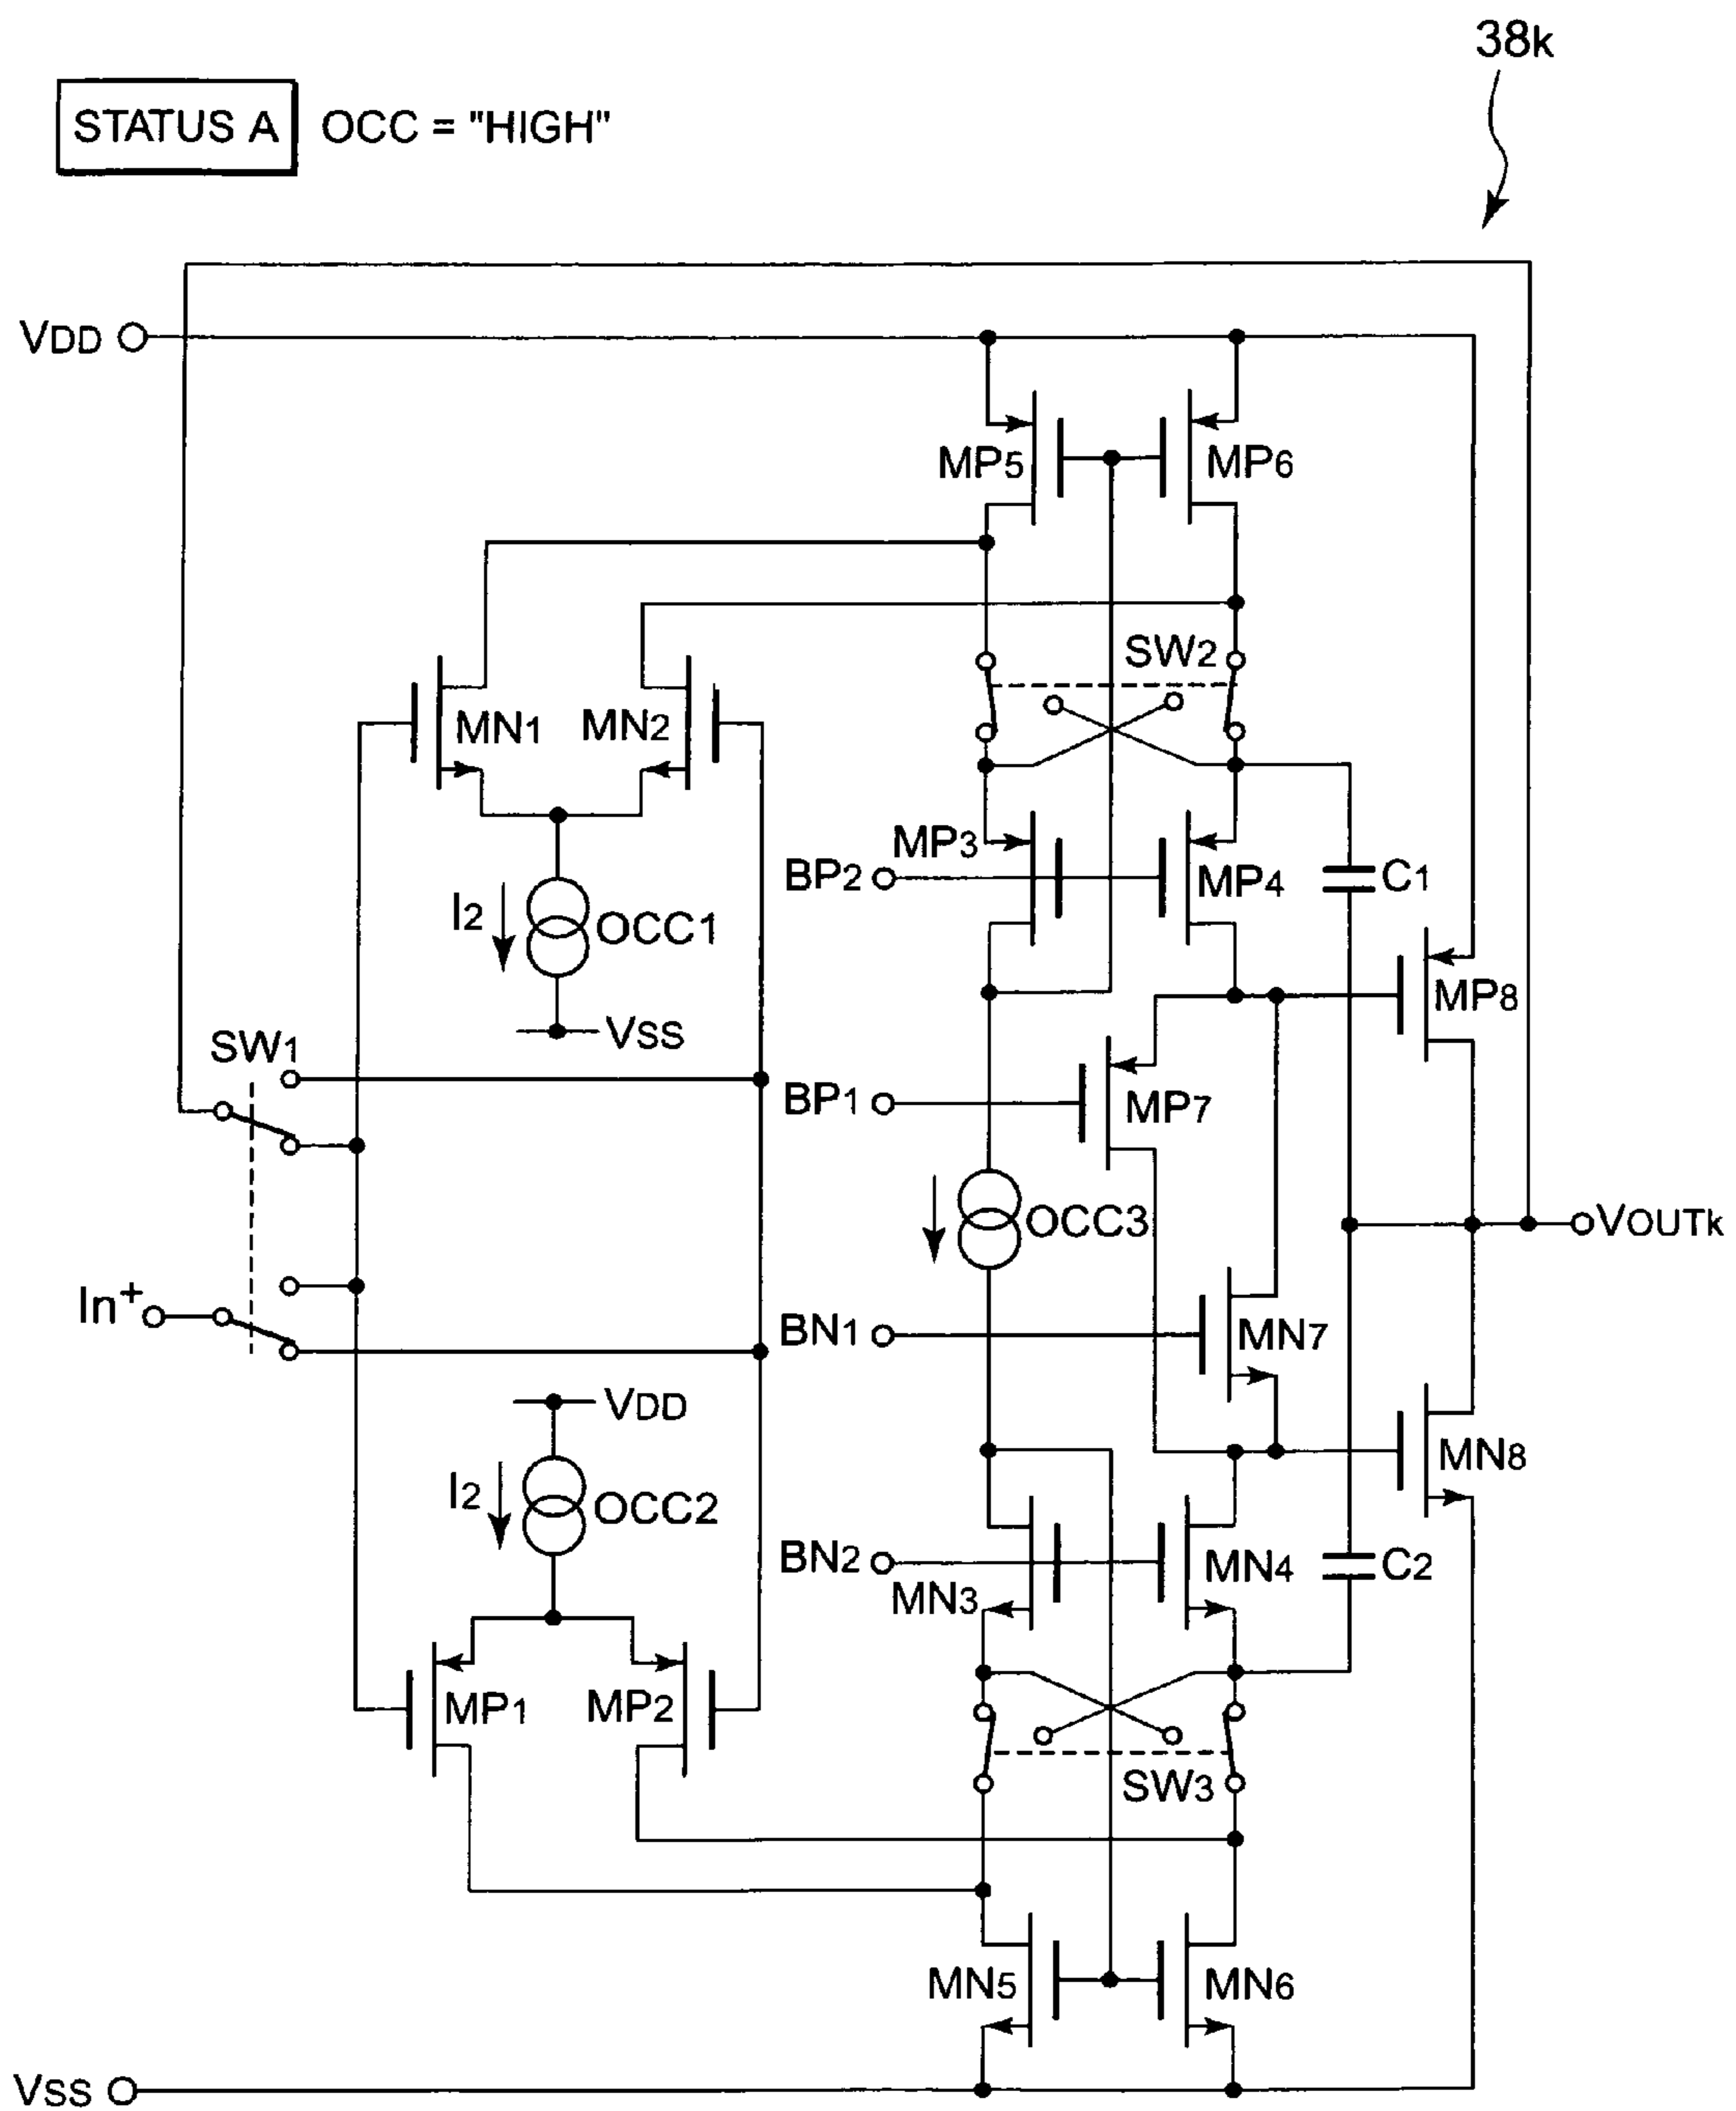 38k
STATUS A OCC = "HIGH"
VDD
MP5
MP6
SW2
MN1
MN2
MP3
BP2
MP4
C1
I2
OCC1
MP8
VSS
SW1
BP1
MP7
OCC3
VOUTk
In+
BN1
MN7
VDD
I2
OCC2
MN8
BN2
MN4
C2
MN3
MP1
MP2
SW3
MN5
MN6
VSS